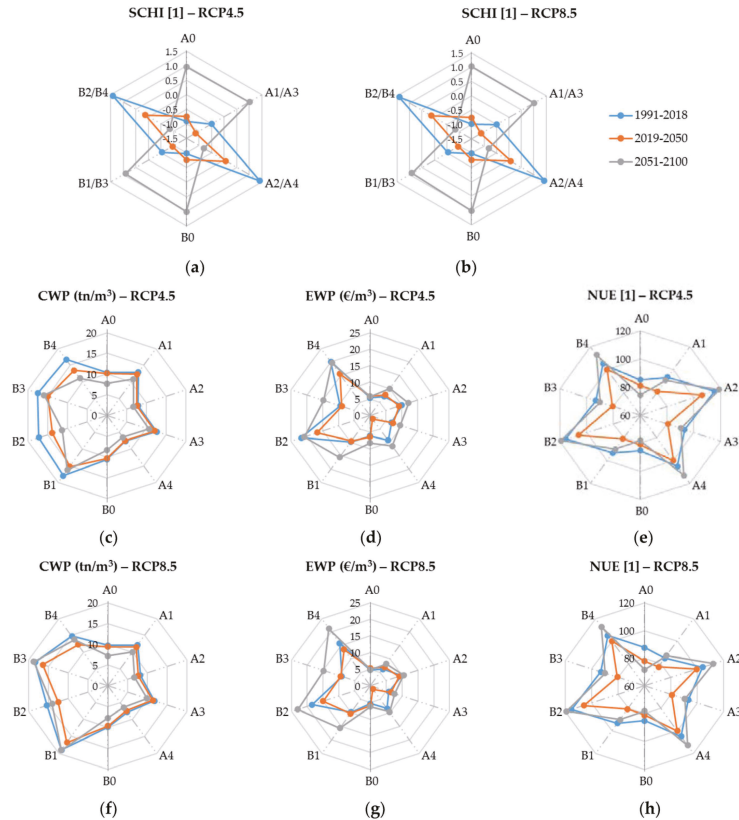 SCHI [1] – RCP4.5
SCHI [1] – RCP8.5
A0
A0
1.5
1.0
0.5
0.0
-0.5
-1.0
-1.5
B2/B4
A1/A3
B1/B3
A2/A4
B0
1.5
1.0
0.5
0.0
-0.5
-1.0
-1.5
B2/B4
A1/A3
B1/B3
A2/A4
B0
1991-2018
2019-2050
2051-2100
(a)
(b)
CWP (tn/m³) – RCP4.5
EWP (€/m³) – RCP4.5
NUE [1] – RCP4.5
A0
20
15
10
5
0
B4
A1
B3
A2
B2
A3
B1
A4
B0
A0
25
20
15
10
5
0
B4
A1
B3
A2
B2
A3
B1
A4
B0
A0
120
100
80
60
B4
A1
B3
A2
B2
A3
B1
A4
B0
(c)
(d)
(e)
CWP (tn/m³) – RCP8.5
EWP (€/m³) – RCP8.5
NUE [1] – RCP8.5
A0
20
15
10
5
0
B4
A1
B3
A2
B2
A3
B1
A4
B0
A0
25
20
15
10
5
0
B4
A1
B3
A2
B2
A3
B1
A4
B0
A0
120
100
80
60
B4
A1
B3
A2
B2
A3
B1
A4
B0
(f)
(g)
(h)